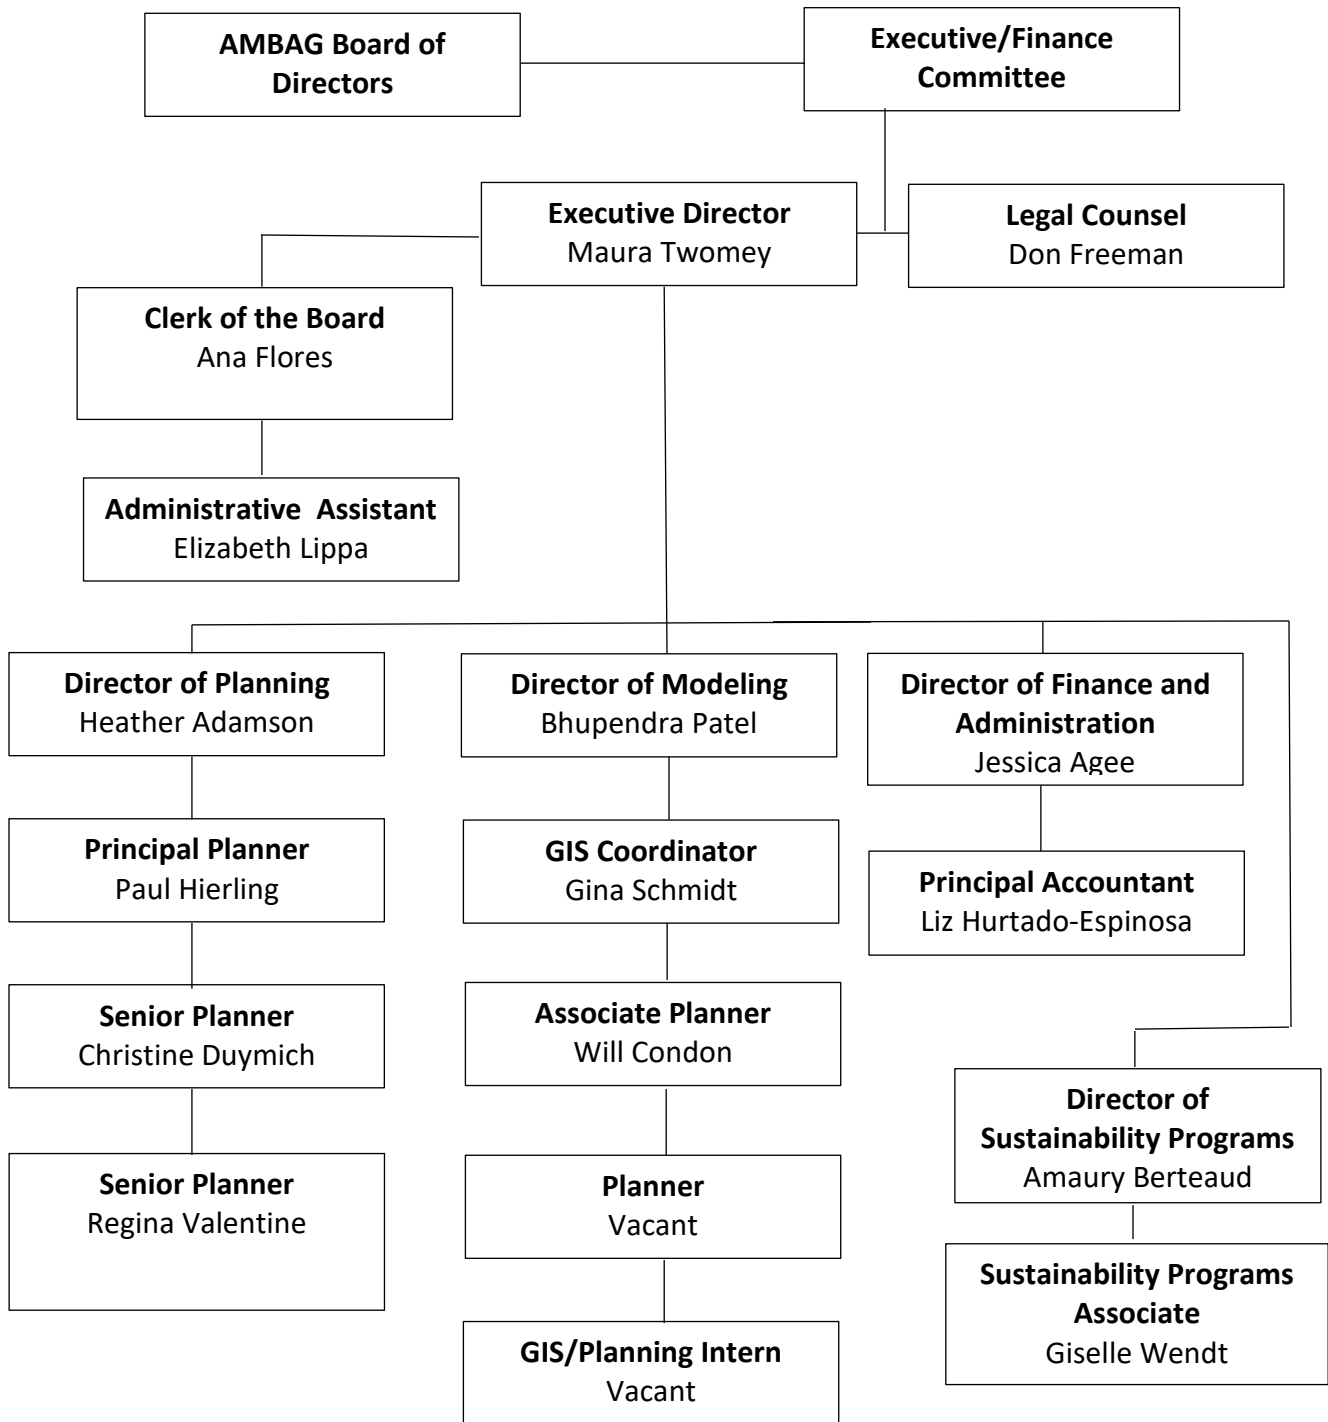 AMBAG Board of
Directors
Executive/Finance
Committee
Executive Director
Maura Twomey
Legal Counsel
Don Freeman
Clerk of the Board
Ana Flores
Administrative  Assistant
Elizabeth Lippa
Director of Planning
Heather Adamson
Director of Modeling
Bhupendra Patel
Director of Finance and
Administration
Jessica Agee
Principal Planner
Paul Hierling
GIS Coordinator
Gina Schmidt
Principal Accountant
Liz Hurtado-Espinosa
Senior Planner
Christine Duymich
Associate Planner
Will Condon
Director of
Sustainability Programs
Amaury Berteaud
Senior Planner
Regina Valentine
Planner
Vacant
Sustainability Programs
Associate
Giselle Wendt
GIS/Planning Intern
Vacant